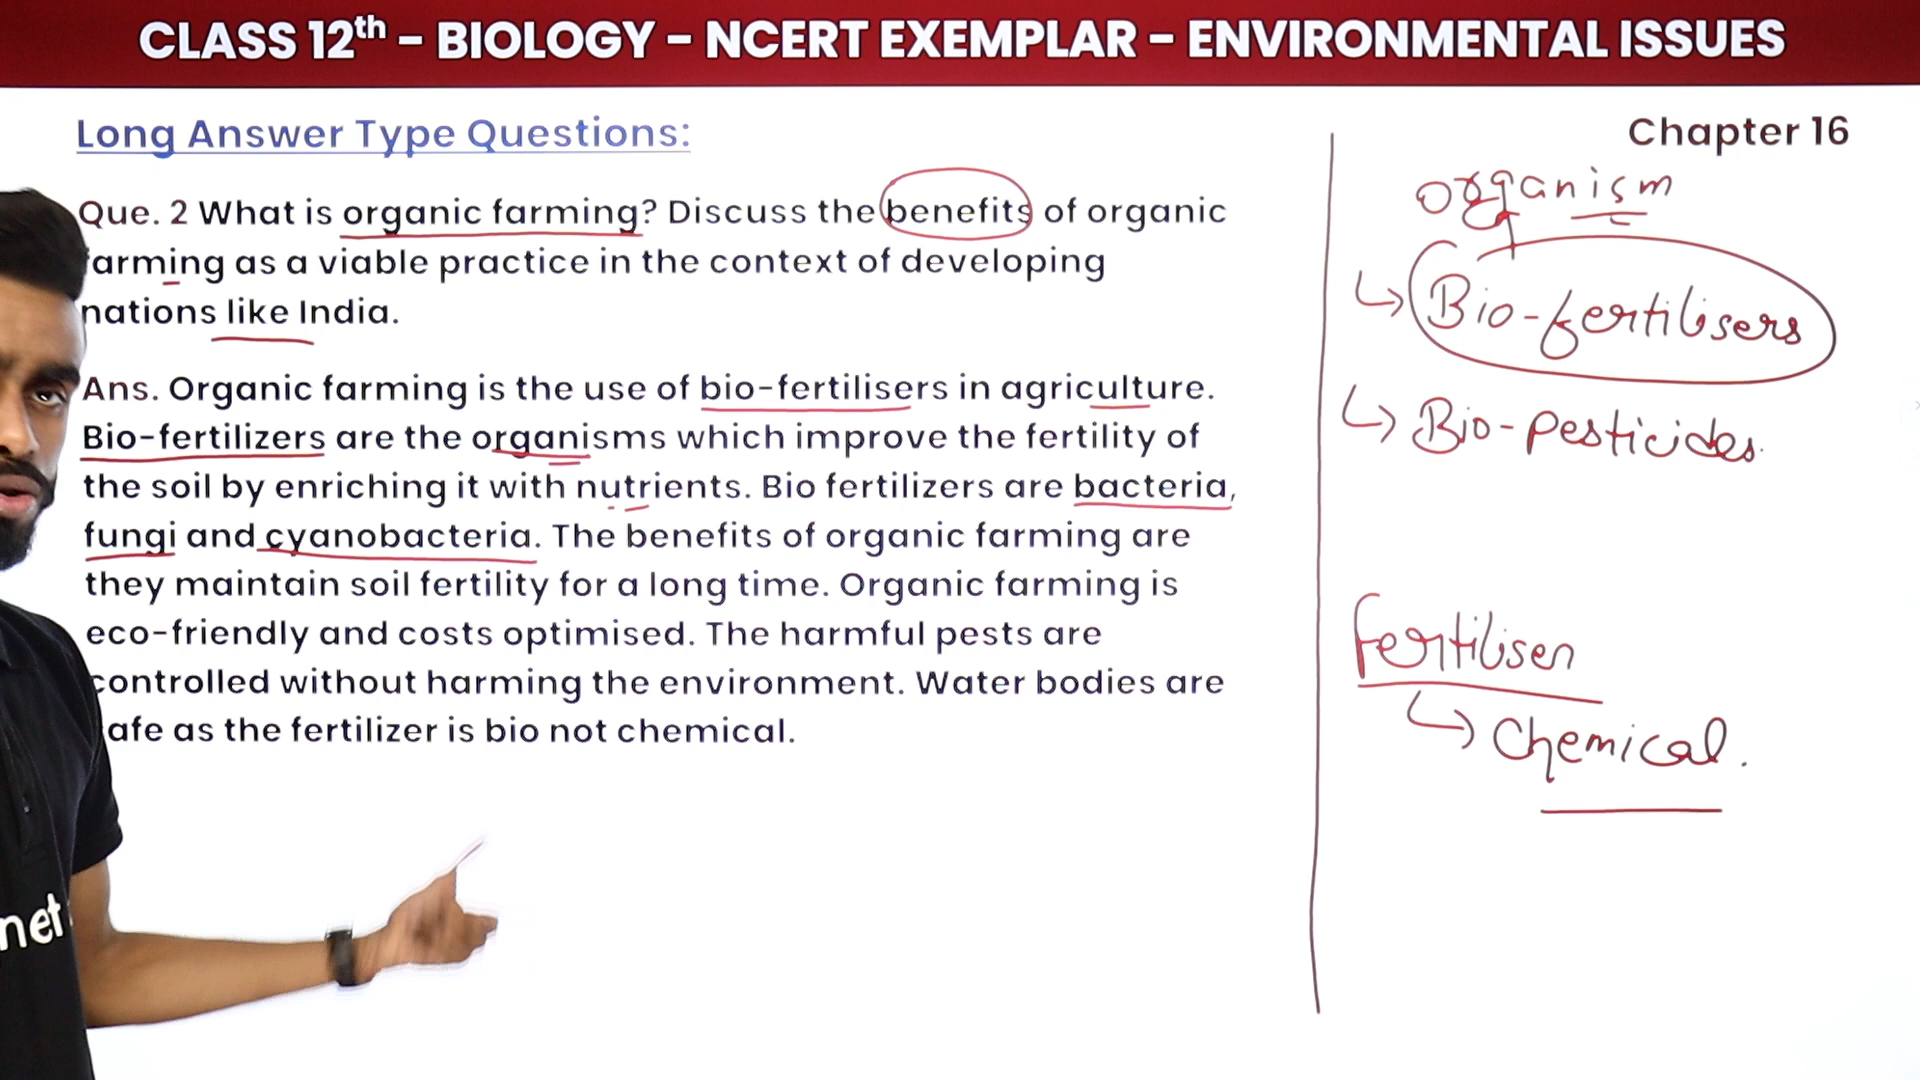 CLASS 12th – BIOLOGY – NCERT EXEMPLAR – ENVIRONMENTAL ISSUES
Long Answer Type Questions:
Chapter 16
Que. 2 What is organic farming? Discuss the benefits of organic
arming as a viable practice in the context of developing
nations like India.
Ans. Organic farming is the use of bio-fertilisers in agriculture.
Bio-fertilizers are the organisms which improve the fertility of
the soil by enriching it with nutrients. Bio fertilizers are bacteria,
fungi and cyanobacteria. The benefits of organic farming are
they maintain soil fertility for a long time. Organic farming is
eco-friendly and costs optimised. The harmful pests are
controlled without harming the environment. Water bodies are
afe as the fertilizer is bio not chemical.
organism
Bio-fertilisers
Bio-pesticides.
Fertiliser
Chemical.
net